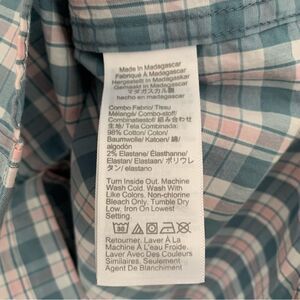 Made In Madagascar
Fabriqué À Madagascar
Hergestellt In Madagaskar
Gemaakt in Madagascar
マダガスカル製
hecho en madagascar
Combo Fabric/ Tissu
Mélangé/ Combo-stoff/
Combinatiestof/ 組み合わせ
生地/ Tela Combinada:
98% Cotton/ Coton/
Baumwolle/ Katoen/ 綿/
algodón
2% Elastane/ Élasthanne/
Elastan/ Elastaan/ ポリウレ
タン/ elastano
Turn Inside Out. Machine
Wash Cold. Wash With
Like Colors. Non-chlorine
Bleach Only. Tumble Dry
Low. Iron On Lowest
Setting.
30
Retourner. Laver À La
Machine À L'eau Froide.
Laver Avec Des Couleurs
Similaires. Seulement
Agent De Blanchiment